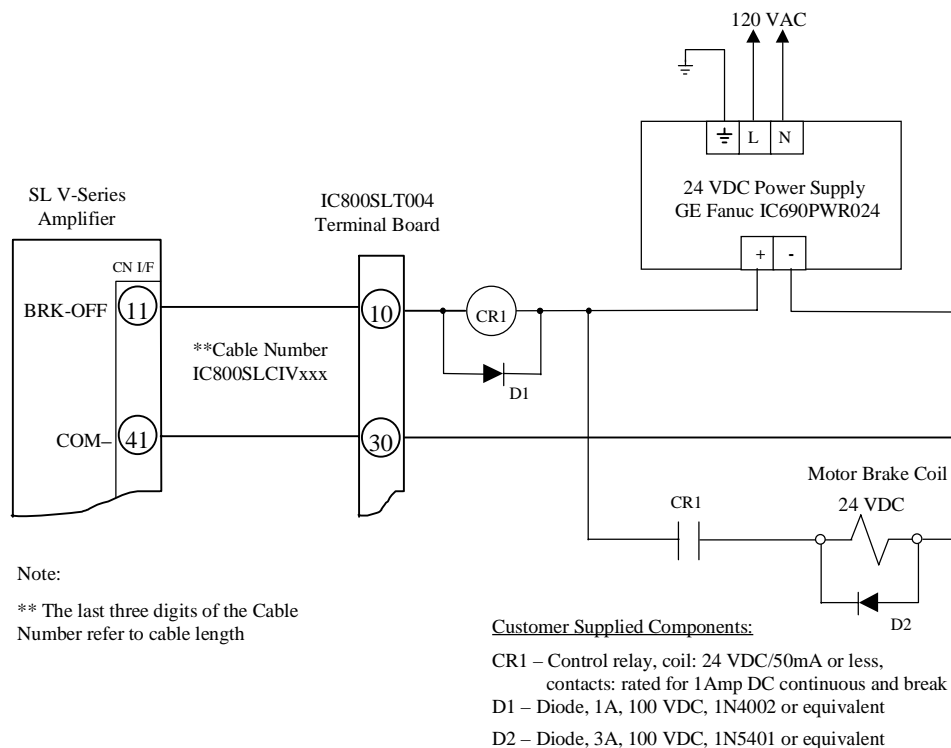 120 VAC
L N
24 VDC Power Supply
GE Fanuc IC690PWR024
+ -
SL V-Series
Amplifier
IC800SLT004
Terminal Board
CN I/F
BRK-OFF 11
10
CR1
**Cable Number
IC800SLCIVxxx
D1
COM– 41
30
Motor Brake Coil
24 VDC
CR1
D2
Note:
** The last three digits of the Cable
Number refer to cable length
Customer Supplied Components:
CR1 – Control relay, coil: 24 VDC/50mA or less,
contacts: rated for 1Amp DC continuous and break
D1 – Diode, 1A, 100 VDC, 1N4002 or equivalent
D2 – Diode, 3A, 100 VDC, 1N5401 or equivalent